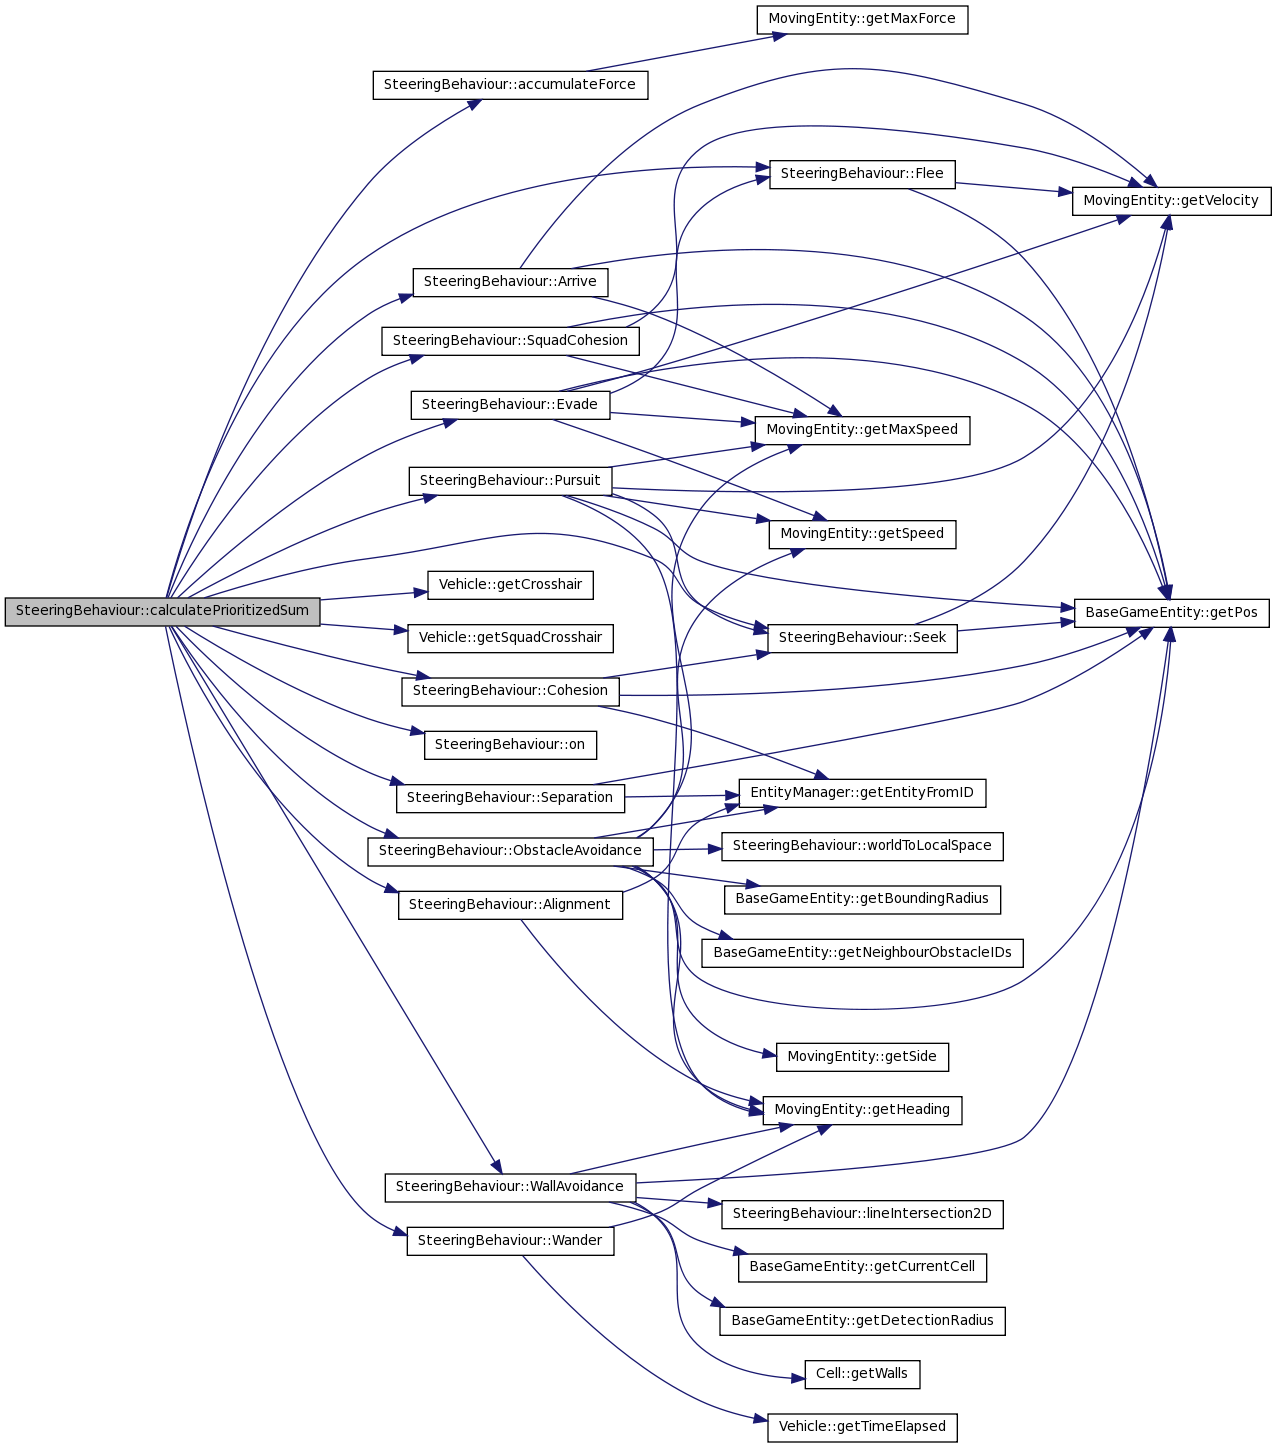 MovingEntity::getMaxForce
SteeringBehaviour::accumulateForce
SteeringBehaviour::Flee
MovingEntity::getVelocity
SteeringBehaviour::Arrive
SteeringBehaviour::SquadCohesion
SteeringBehaviour::Evade
MovingEntity::getMaxSpeed
SteeringBehaviour::Pursuit
MovingEntity::getSpeed
Vehicle::getCrosshair
SteeringBehaviour::calculatePrioritizedSum
BaseGameEntity::getPos
Vehicle::getSquadCrosshair
SteeringBehaviour::Seek
SteeringBehaviour::Cohesion
SteeringBehaviour::on
SteeringBehaviour::Separation
EntityManager::getEntityFromID
SteeringBehaviour::ObstacleAvoidance
SteeringBehaviour::worldToLocalSpace
BaseGameEntity::getBoundingRadius
SteeringBehaviour::Alignment
BaseGameEntity::getNeighbourObstacleIDs
MovingEntity::getSide
MovingEntity::getHeading
SteeringBehaviour::WallAvoidance
SteeringBehaviour::lineIntersection2D
SteeringBehaviour::Wander
BaseGameEntity::getCurrentCell
BaseGameEntity::getDetectionRadius
Cell::getWalls
Vehicle::getTimeElapsed